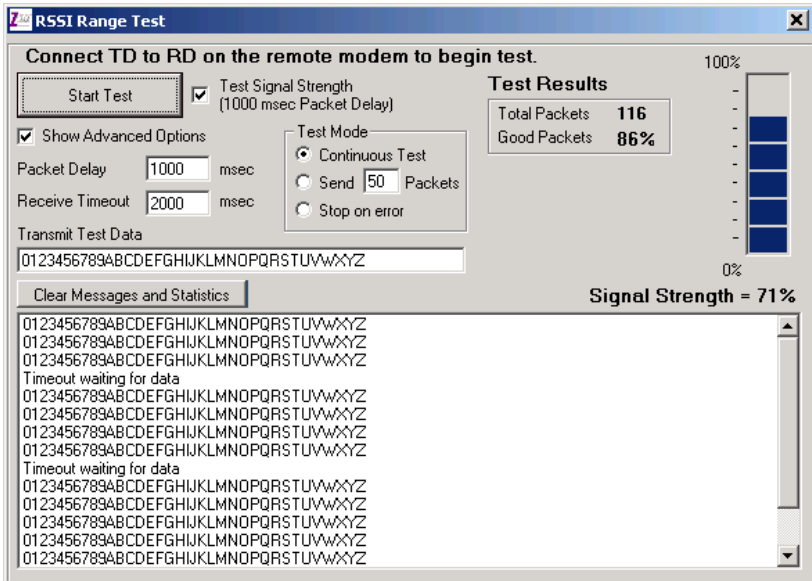 RSSI Range Test
Connect TD to RD on the remote modem to begin test.
Start Test
Test Signal Strength
(1000 msec Packet Delay)
Show Advanced Options
Packet Delay 1000 msec
Receive Timeout 2000 msec
Test Mode
Continuous Test
Send 50 Packets
Stop on error
Transmit Test Data
0123456789ABCDEFGHIJKLMNOPQRSTUVwXYZ
Test Results
Total Packets 116
Good Packets 86%
100%
0%
Clear Messages and Statistics
Signal Strength = 71%
0123456789ABCDEFGHIJKLMNOPQRSTUVwXYZ
0123456789ABCDEFGHIJKLMNOPQRSTUVwXYZ
0123456789ABCDEFGHIJKLMNOPQRSTUVwXYZ
Timeout waiting for data
0123456789ABCDEFGHIJKLMNOPQRSTUVwXYZ
0123456789ABCDEFGHIJKLMNOPQRSTUVwXYZ
0123456789ABCDEFGHIJKLMNOPQRSTUVwXYZ
0123456789ABCDEFGHIJKLMNOPQRSTUVwXYZ
Timeout waiting for data
0123456789ABCDEFGHIJKLMNOPQRSTUVwXYZ
0123456789ABCDEFGHIJKLMNOPQRSTUVwXYZ
0123456789ABCDEFGHIJKLMNOPQRSTUVwXYZ
0123456789ABCDEFGHIJKLMNOPQRSTUVwXYZ
0123456789ABCDEFGHIJKLMNOPQRSTUVwXYZ